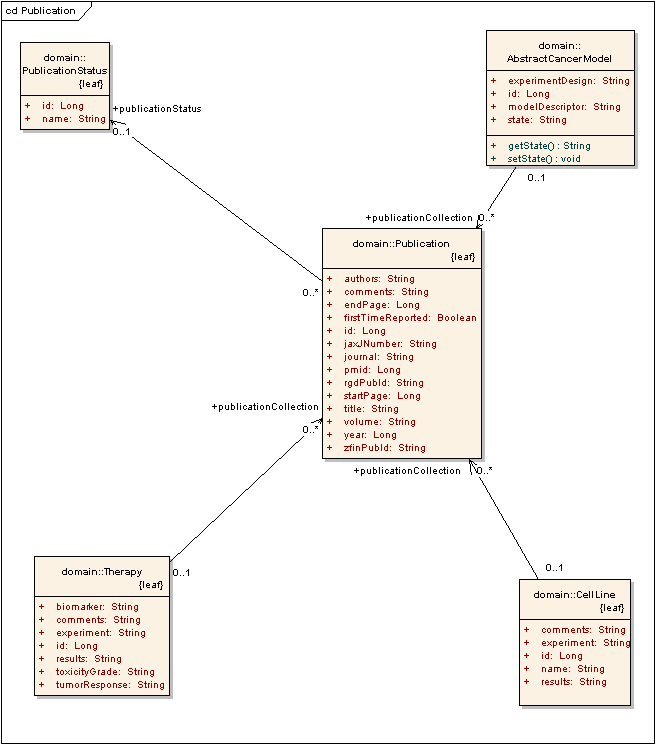 cd Publication
domain::
PublicationStatus
{leaf}
+ id: Long
+ name: String
+publicationStatus
0..1
domain::
AbstractCancerModel
+ experimentDesign: String
+ id: Long
+ modelDescriptor: String
+ state: String
+ getState() : String
+ setState() : void
0..1
+publicationCollection 0..*
domain::Publication
{leaf}
+ authors: String
+ comments: String
+ endPage: Long
+ firstTimeReported: Boolean
+ id: Long
+ jaxJNumber: String
+ journal: String
+ pmid: Long
+ rgdPubId: String
+ startPage: Long
+ title: String
+ volume: String
+ year: Long
+ zfinPubId: String
0..*
+publicationCollection
0..*
+publicationCollection 0..*
domain::Therapy
{leaf}
+ biomarker: String
+ comments: String
+ experiment: String
+ id: Long
+ results: String
+ toxicityGrade: String
+ tumorResponse: String
0..1
0..1
domain::CellLine
{leaf}
+ comments: String
+ experiment: String
+ id: Long
+ name: String
+ results: String